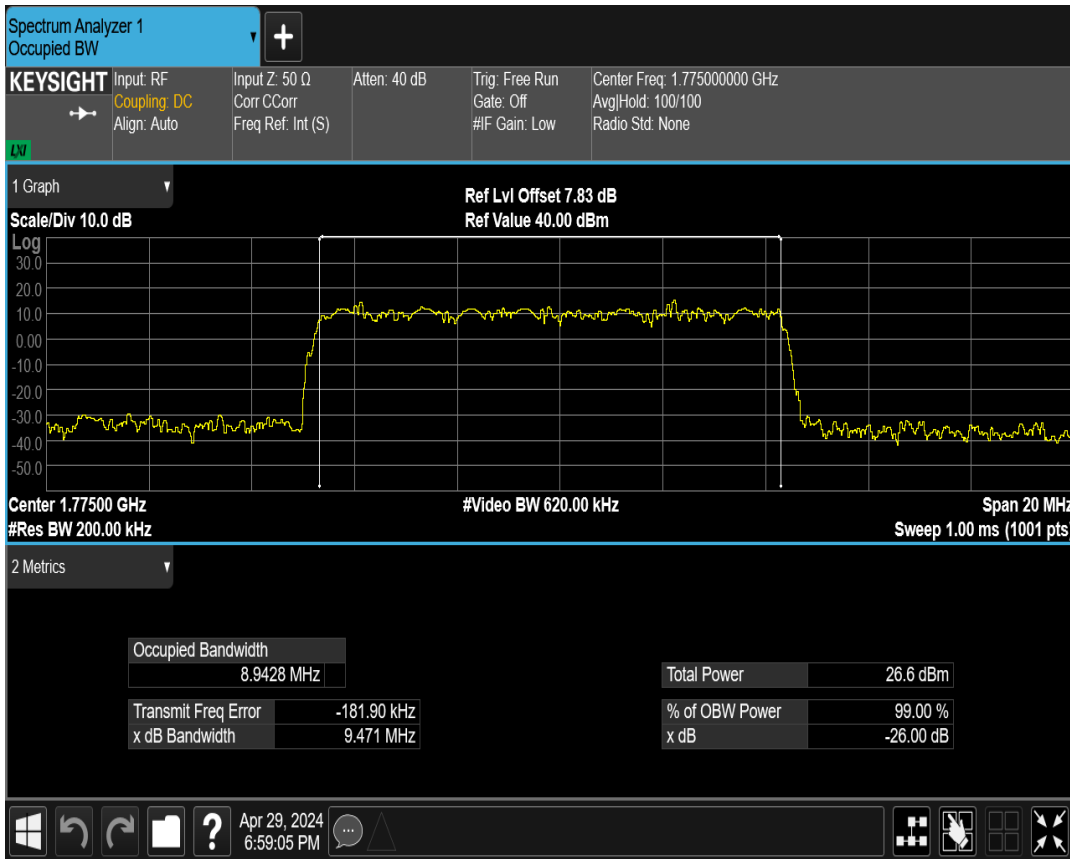 Spectrum Analyzer 1
Occupied BW
KEYSIGHT
LXI
Input: RF
Coupling: DC
Align: Auto
Input Z: 50 Ω
Corr CCorr
Freq Ref: Int (S)
Atten: 40 dB
Trig: Free Run
Gate: Off
#IF Gain: Low
Center Freq: 1.775000000 GHz
Avg|Hold: 100/100
Radio Std: None
1 Graph
Scale/Div 10.0 dB
Ref Lvl Offset 7.83 dB
Ref Value 40.00 dBm
Log
30.0
20.0
10.0
0.00
-10.0
-20.0
-30.0
-40.0
-50.0
Center 1.77500 GHz
#Video BW 620.00 kHz
Span 20 MHz
#Res BW 200.00 kHz
Sweep 1.00 ms (1001 pts)
2 Metrics
Occupied Bandwidth
8.9428 MHz
Total Power 26.6 dBm
Transmit Freq Error -181.90 kHz
% of OBW Power 99.00 %
x dB Bandwidth 9.471 MHz
x dB -26.00 dB
Apr 29, 2024
6:59:05 PM